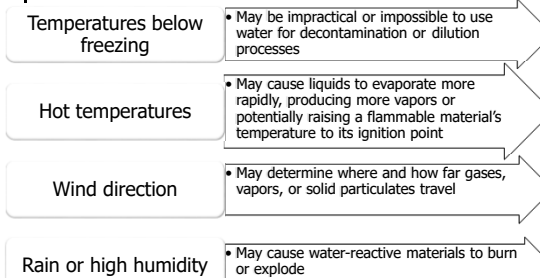 Temperatures below
freezing
• May be impractical or impossible to use
water for decontamination or dilution
processes
Hot temperatures
• May cause liquids to evaporate more
rapidly, producing more vapors or
potentially raising a flammable material’s
temperature to its ignition point
Wind direction
• May determine where and how far gases,
vapors, or solid particulates travel
Rain or high humidity
• May cause water-reactive materials to burn
or explode